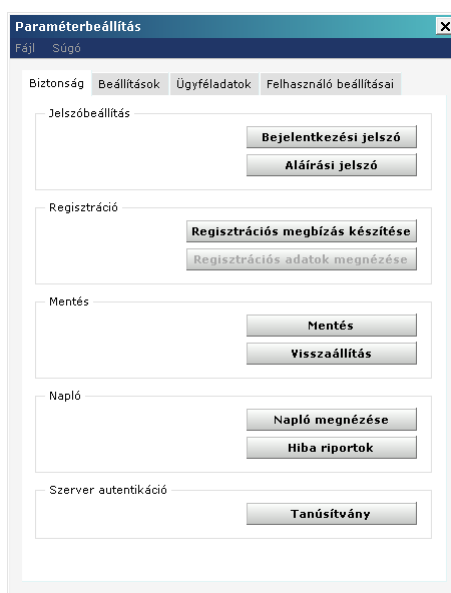 Paraméterbeállítás
Fájl Súgó
Biztonság Beállítások Ügyféladatok Felhasználó beállításai
Jelszóbeállítás
Bejelentkezési jelszó
Aláírási jelszó
Regisztráció
Regisztrációs megbízás készítése
Regisztrációs adatok megnézése
Mentés
Mentés
Visszaállítás
Napló
Napló megnézése
Hiba riportok
Szerver autentikáció
Tanúsítvány